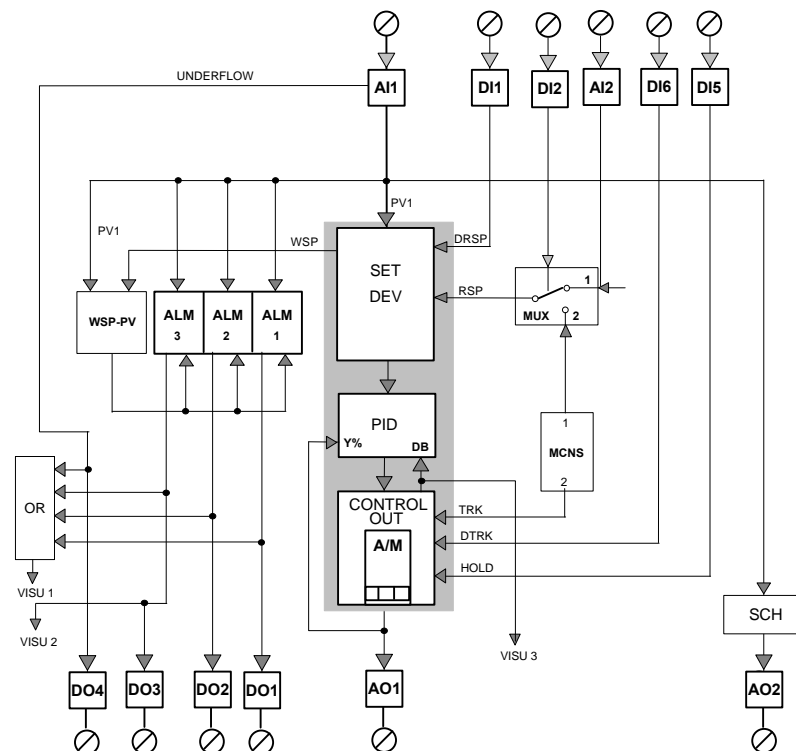 UNDERFLOW
AI1
DI1
DI2
AI2
DI6
DI5
PV1
PV1
WSP
DRSP
SET
DEV
RSP
1
MUX
2
WSP-PV
ALM
3
ALM
2
ALM
1
PID
Y%
DB
1
MCNS
2
OR
CONTROL
OUT
A/M
TRK
DTRK
HOLD
VISU 1
VISU 2
VISU 3
SCH
DO4
DO3
DO2
DO1
AO1
AO2